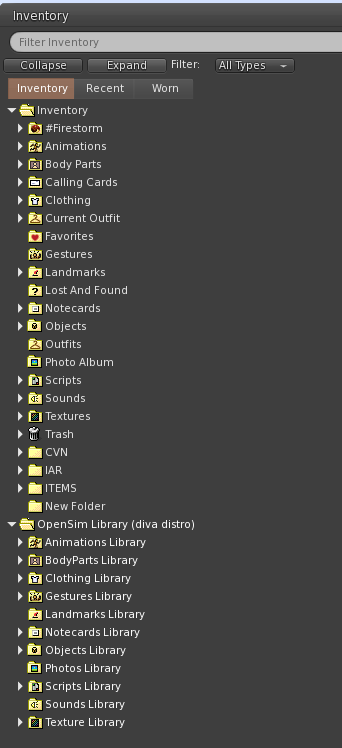 Inventory
Filter Inventory
Collapse Expand Filter: All Types
Inventory Recent Worn
Inventory
#Firestorm
Animations
Body Parts
Calling Cards
Clothing
Current Outfit
Favorites
Gestures
Landmarks
Lost And Found
Notecards
Objects
Outfits
Photo Album
Scripts
Sounds
Textures
Trash
CVN
IAR
ITEMS
New Folder
OpenSim Library (diva distro)
Animations Library
BodyParts Library
Clothing Library
Gestures Library
Landmarks Library
Notecards Library
Objects Library
Photos Library
Scripts Library
Sounds Library
Texture Library